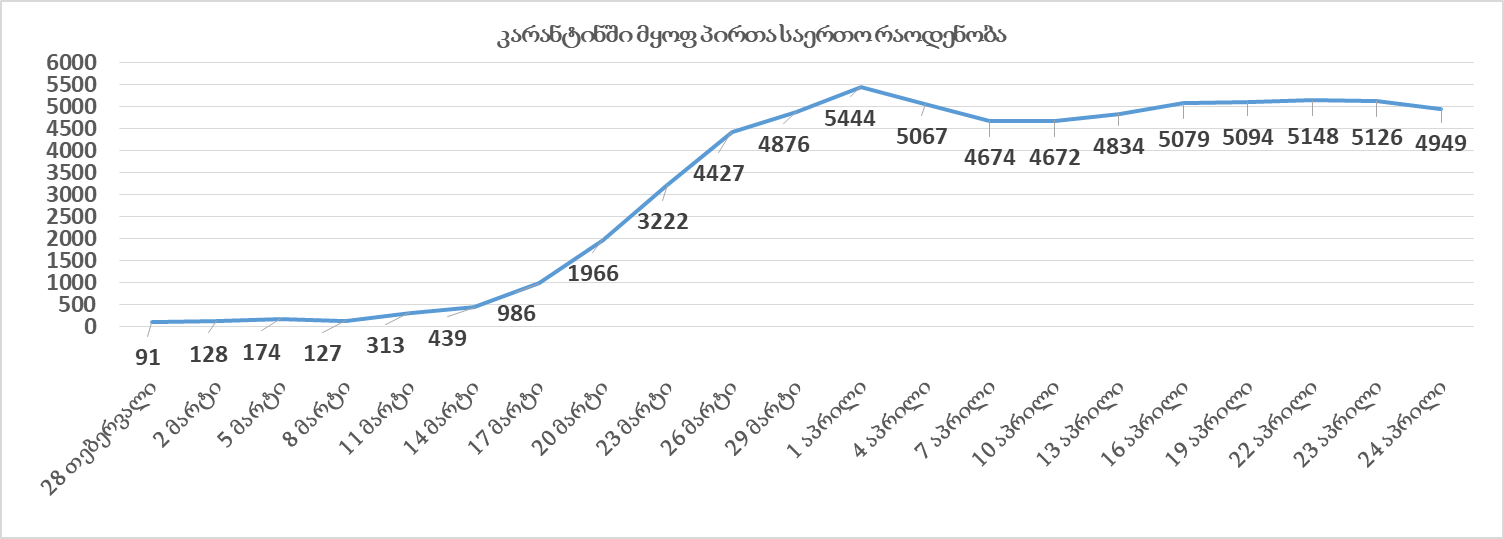 კარანტინში მყოფ პირთა საერთო რაოდენობა
6000
5500
5000
4500
4000
3500
3000
2500
2000
1500
1000
500
0
91
128
174
127
313
439
986
1966
3222
4427
4876
5444
5067
4674
4672
4834
5079
5094
5148
5126
4949
28 თებერვალი
2 მარტი
5 მარტი
8 მარტი
11 მარტი
14 მარტი
17 მარტი
20 მარტი
23 მარტი
26 მარტი
29 მარტი
1 აპრილი
4 აპრილი
7 აპრილი
10 აპრილი
13 აპრილი
16 აპრილი
19 აპრილი
22 აპრილი
23 აპრილი
24 აპრილი